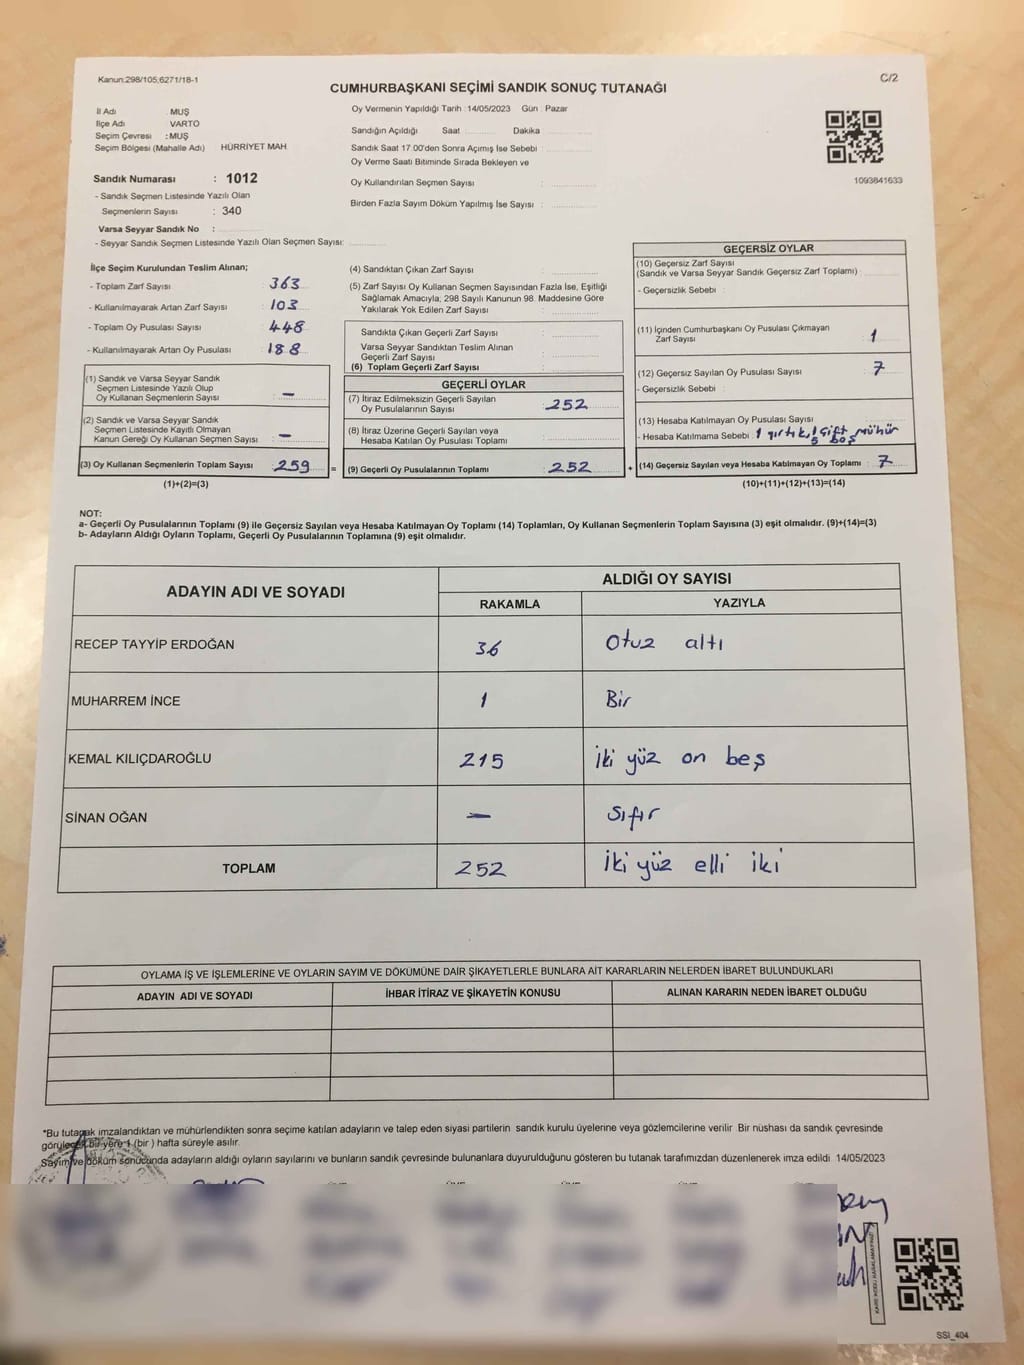 Kanun:298/105;6271/18-1
C/2
CUMHURBAŞKANI SEÇİMİ SANDIK SONUÇ TUTANAĞI
İl Adı : MUŞ
İlçe Adı : VARTO
Seçim Çevresi : MUŞ
Seçim Bölgesi (Mahalle Adı) HÜRRİYET MAH
Sandık Numarası : 1012
- Sandık Seçmen Listesinde Yazılı Olan
Seçmenlerin Sayısı : 340
Varsa Seyyar Sandık No :
- Seyyar Sandık Seçmen Listesinde Yazılı Olan Seçmen Sayısı:
Oy Vermenin Yapıldığı Tarih : 14/05/2023 Gün : Pazar
Sandığın Açıldığı Saat Dakika
Sandık Saat 17.00'den Sonra Açımış İse Sebebi :
Oy Verme Saati Bitiminde Sırada Bekleyen ve
Oy Kullandırılan Seçmen Sayısı :
Birden Fazla Sayım Döküm Yapılmış İse Sayısı :
1093841633
İlçe Seçim Kurulundan Teslim Alınan;
- Toplam Zarf Sayısı : 363
- Kullanılmayarak Artan Zarf Sayısı : 103
- Toplam Oy Pusulası Sayısı : 448
- Kullanılmayarak Artan Oy Pusulası : 188
(1) Sandık ve Varsa Seyyar Sandık
Seçmen Listesinde Yazılı Olup
Oy Kullanan Seçmenlerin Sayısı : —
(2) Sandık ve Varsa Seyyar Sandık
Seçmen Listesinde Kayıtlı Olmayan
Kanun Gereği Oy Kullanan Seçmen Sayısı : —
(3) Oy Kullanan Seçmenlerin Toplam Sayısı : 259
(1)+(2)=(3)
(4) Sandıktan Çıkan Zarf Sayısı :
(5) Zarf Sayısı Oy Kullanan Seçmen Sayısından Fazla İse, Eşitliği
Sağlamak Amacıyla; 298 Sayılı Kanunun 98. Maddesine Göre
Yakılarak Yok Edilen Zarf Sayısı :
Sandıkta Çıkan Geçerli Zarf Sayısı :
Varsa Seyyar Sandıktan Teslim Alınan
Geçerli Zarf Sayısı :
(6) Toplam Geçerli Zarf Sayısı :
GEÇERLİ OYLAR
(7) İtiraz Edilmeksizin Geçerli Sayılan
Oy Pusulalarının Sayısı : 252
(8) İtiraz Üzerine Geçerli Sayılan veya
Hesaba Katılan Oy Pusulası Toplamı :
= (9) Geçerli Oy Pusulalarının Toplamı : 252 +
GEÇERSİZ OYLAR
(10) Geçersiz Zarf Sayısı
(Sandık ve Varsa Seyyar Sandık Geçersiz Zarf Toplamı)
- Geçersizlik Sebebi :
(11) İçinden Cumhurbaşkanı Oy Pusulası Çıkmayan
Zarf Sayısı : 1
(12) Geçersiz Sayılan Oy Pusulası Sayısı : 7
- Geçersizlik Sebebi :
(13) Hesaba Katılmayan Oy Pusulası Sayısı :
- Hesaba Katılmama Sebebi : 1 yırtık, 1 çift mühür
5 boş
(14) Geçersiz Sayılan veya Hesaba Katılmayan Oy Toplamı : 7
(10)+(11)+(12)+(13)=(14)
NOT:
a- Geçerli Oy Pusulalarının Toplamı (9) ile Geçersiz Sayılan veya Hesaba Katılmayan Oy Toplamı (14) Toplamları, Oy Kullanan Seçmenlerin Toplam Sayısına (3) eşit olmalıdır. (9)+(14)=(3)
b- Adayların Aldığı Oyların Toplamı, Geçerli Oy Pusulalarının Toplamına (9) eşit olmalıdır.
ADAYIN ADI VE SOYADI
ALDIĞI OY SAYISI
RAKAMLA YAZIYLA
RECEP TAYYİP ERDOĞAN 36 Otuz altı
MUHARREM İNCE 1 Bir
KEMAL KILIÇDAROĞLU 215 İki yüz on beş
SİNAN OĞAN — Sıfır
TOPLAM 252 İki yüz elli iki
OYLAMA İŞ VE İŞLEMLERİNE VE OYLARIN SAYIM VE DÖKÜMÜNE DAİR ŞİKAYETLERLE BUNLARA AİT KARARLARIN NELERDEN İBARET BULUNDUKLARI
ADAYIN ADI VE SOYADI İHBAR İTİRAZ VE ŞİKAYETİN KONUSU ALINAN KARARIN NEDEN İBARET OLDUĞU
*Bu tutanak imzalandıktan ve mühürlendikten sonra seçime katılan adayların ve talep eden siyasi partilerin sandık kurulu üyelerine veya gözlemcilerine verilir. Bir nüshası da sandık çevresinde
görülecek bir yere 1 (bir) hafta süreyle asılır.
Sayım ve döküm sonucunda adayların aldığı oyların sayılarını ve bunların sandık çevresinde bulunanlara duyurulduğunu gösteren bu tutanak tarafımızdan düzenlenerek imza edildi. 14/05/2023
SSİ_404